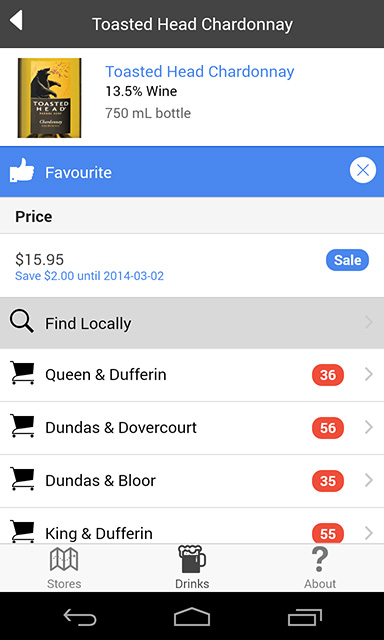 Toasted Head Chardonnay
TOASTED
HEAD
Chardonnay
Toasted Head Chardonnay
13.5% Wine
750 mL bottle
Favourite
Price
$15.95
Sale
Save $2.00 until 2014-03-02
Find Locally
Queen & Dufferin
36
Dundas & Dovercourt
56
Dundas & Bloor
35
King & Dufferin
55
Stores
Drinks
?
About